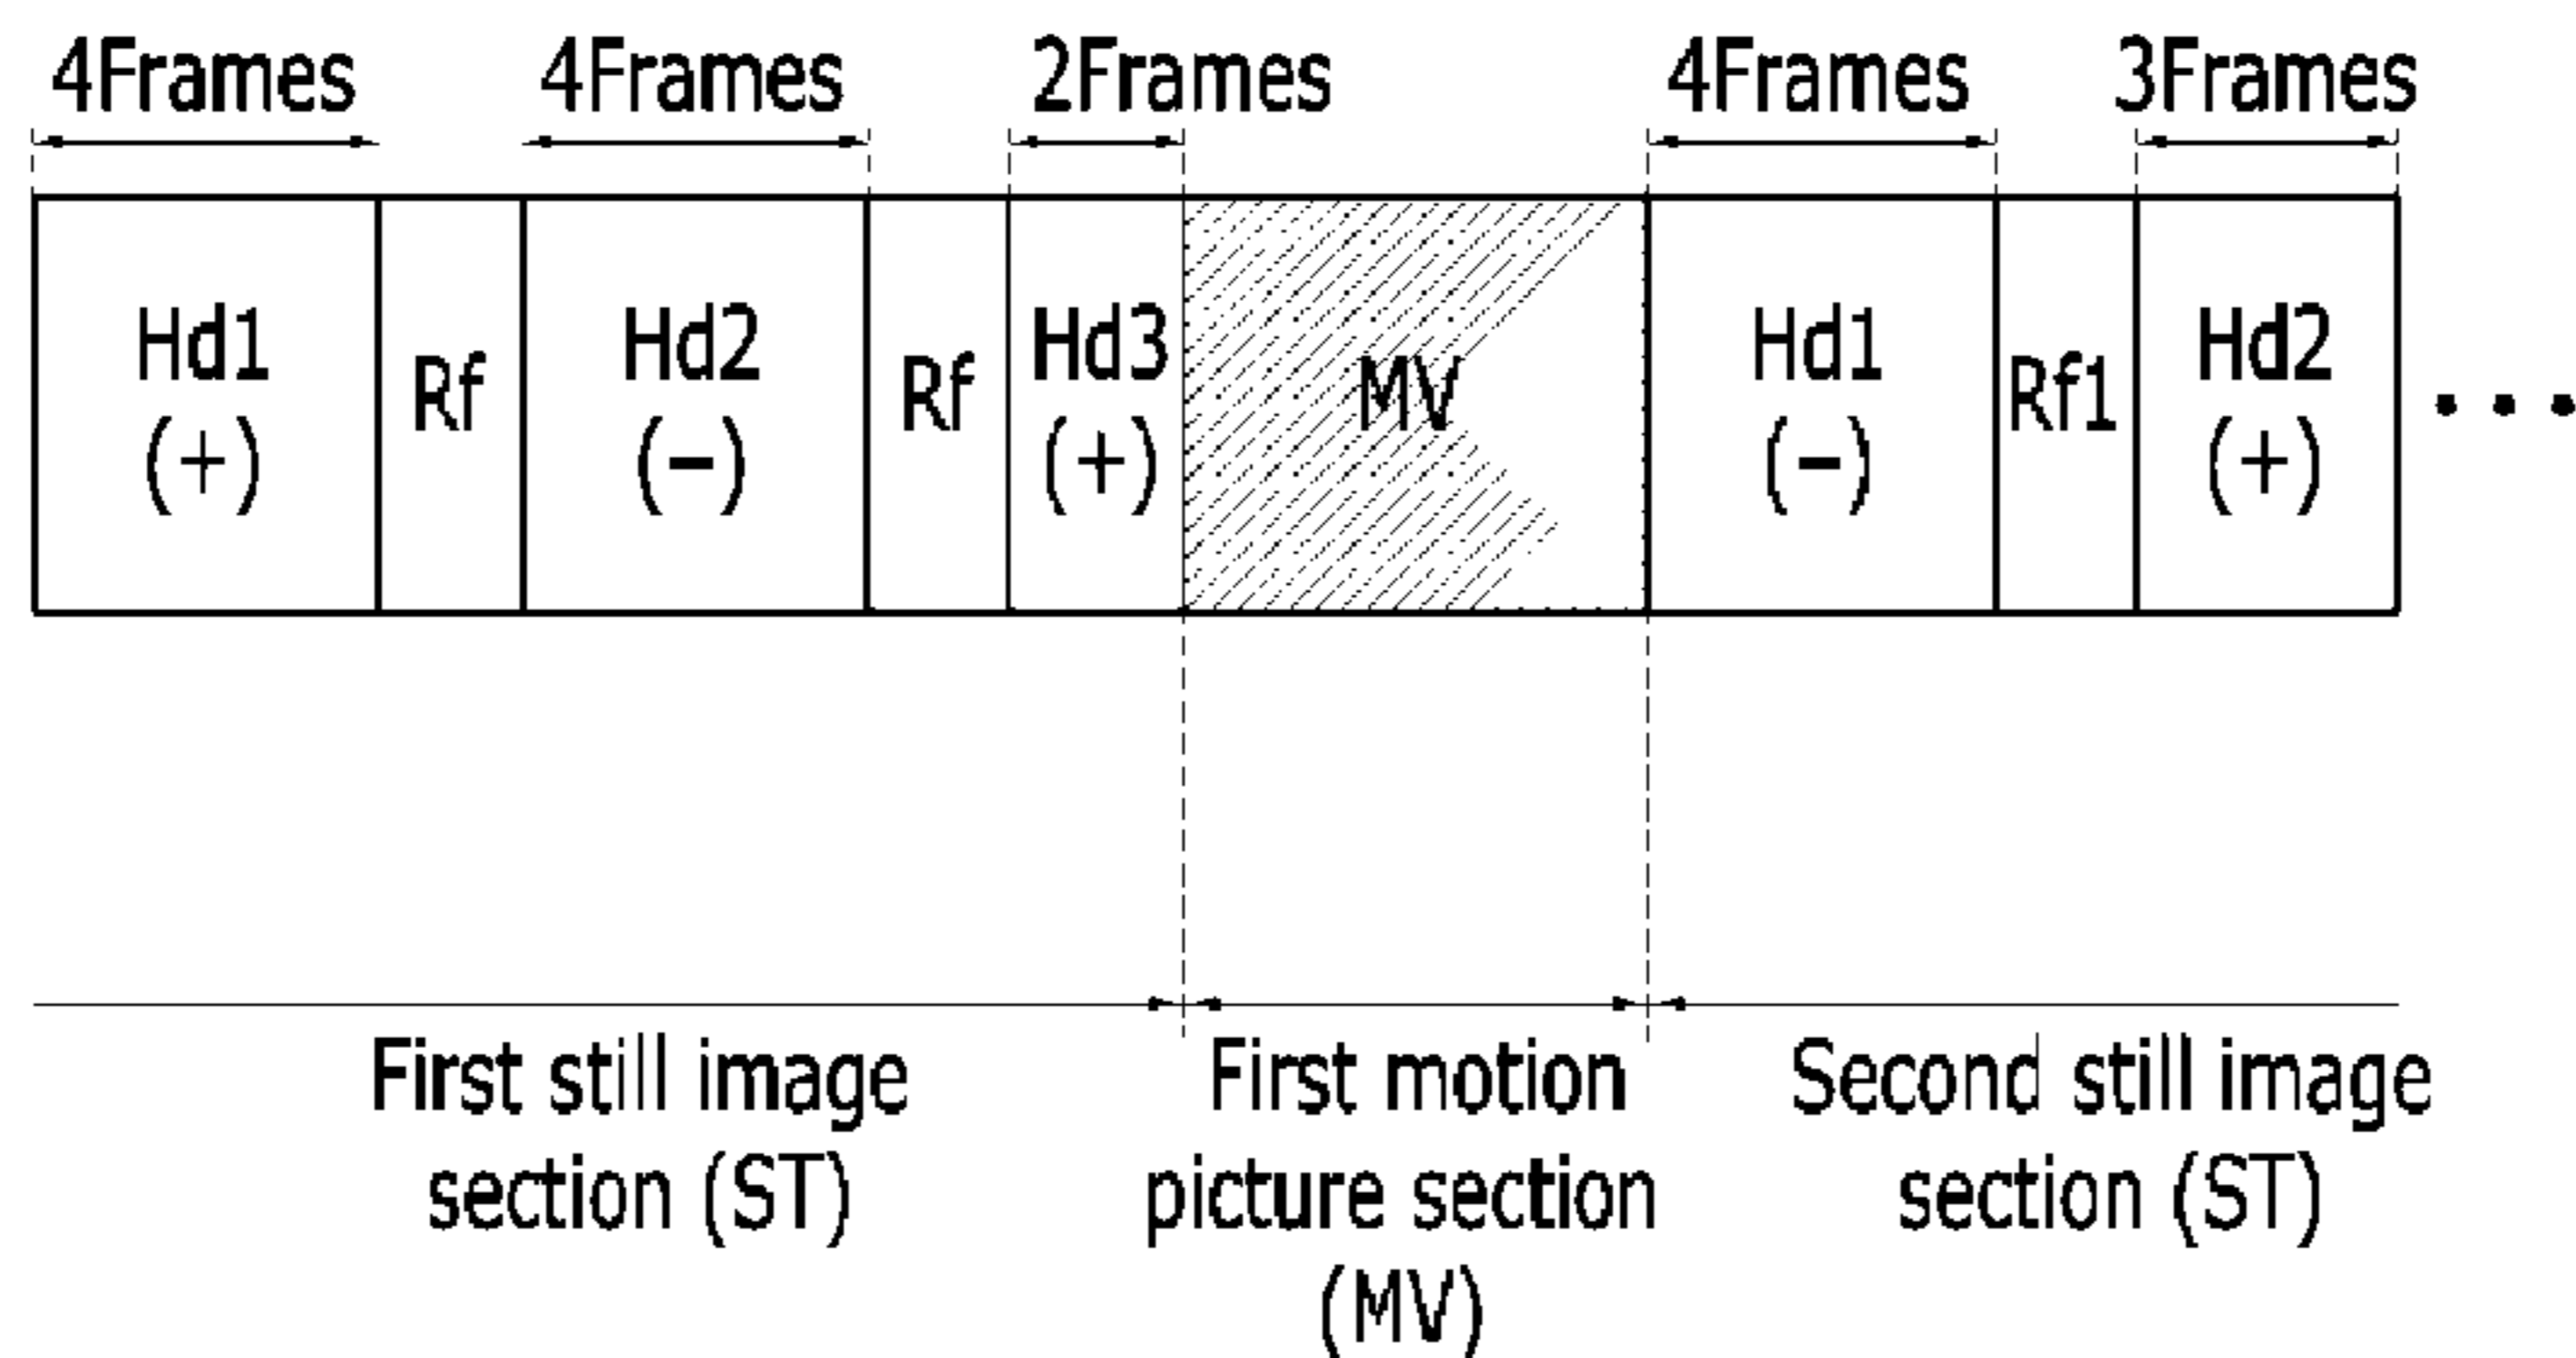 4Frames 4Frames 2Frames 4Frames 3Frames
Hd1 Hd2 Hd3 Hd1 Hd2
Rf Rf MV Rf1
(+) (-) (+) (-) (+)
First still image First motion Second still image
section (ST) picture section section (ST)
(MV)